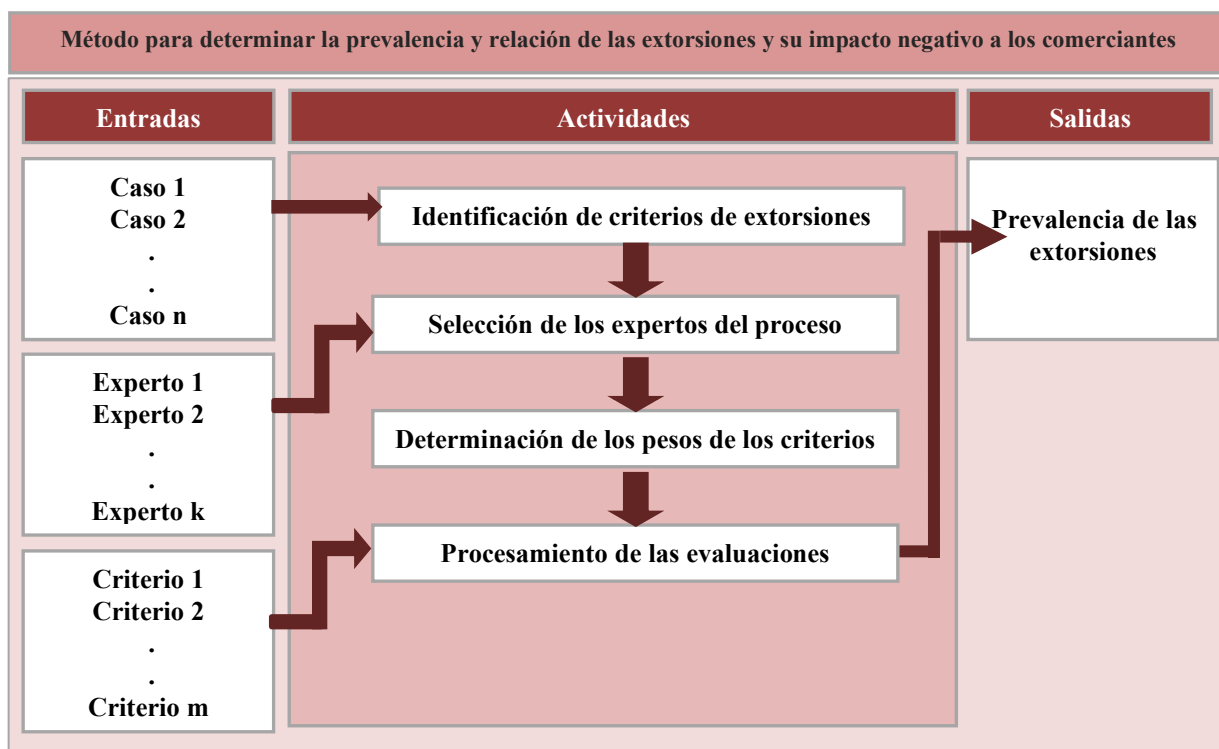 Método para determinar la prevalencia y relación de las extorsiones y su impacto negativo a los comerciantes
Entradas
Actividades
Salidas
Caso 1
Caso 2
.
.
Caso n
Experto 1
Experto 2
.
.
Experto k
Criterio 1
Criterio 2
.
.
Criterio m
Identificación de criterios de extorsiones
Selección de los expertos del proceso
Determinación de los pesos de los criterios
Procesamiento de las evaluaciones
Prevalencia de las
extorsiones